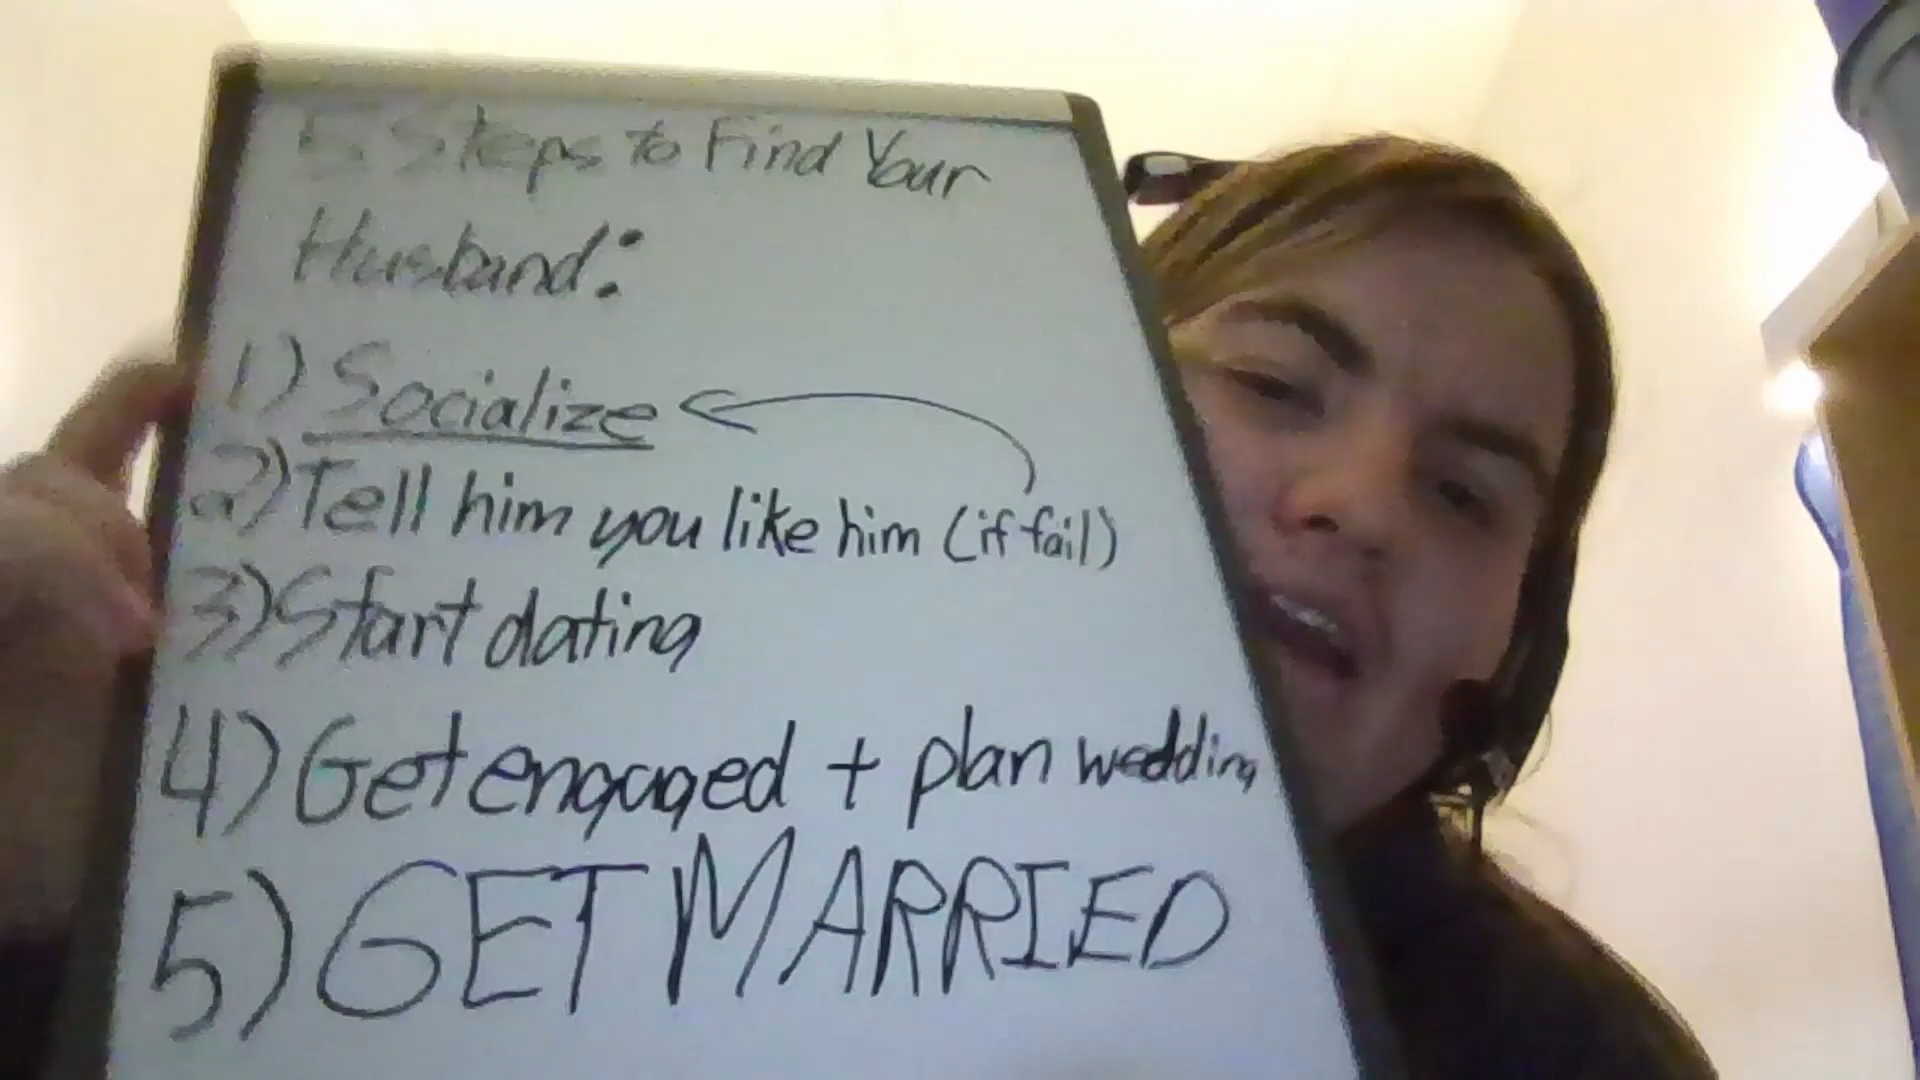 5 Steps to Find Your
Husband:
1) Socialize
2) Tell him you like him (if fail)
3) Start dating
4) Get engaged + plan wedding
5) GET MARRIED